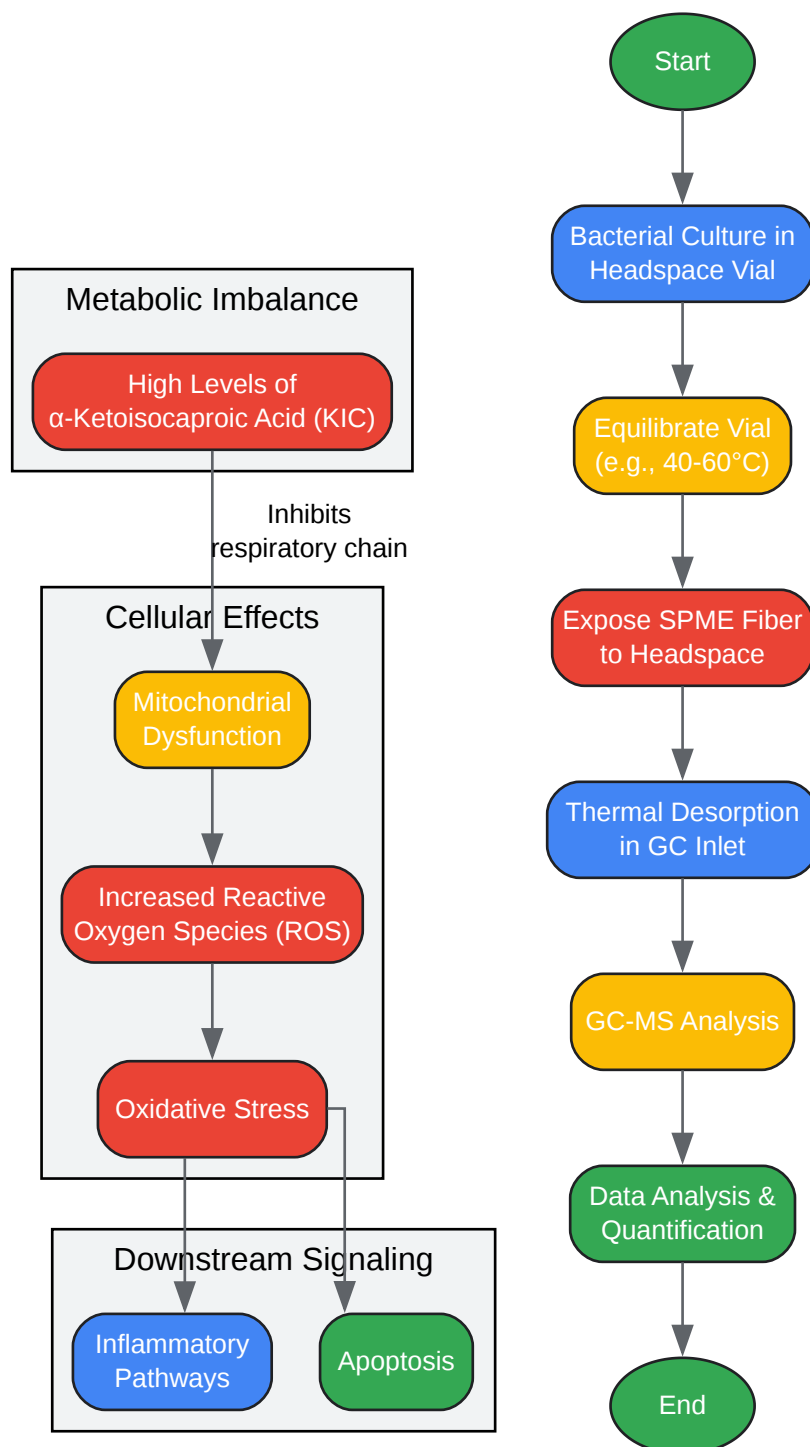 Metabolic Imbalance
High Levels of
α-Ketoisocaproic Acid (KIC)
Inhibits
respiratory chain
Cellular Effects
Mitochondrial
Dysfunction
Increased Reactive
Oxygen Species (ROS)
Oxidative Stress
Downstream Signaling
Inflammatory
Pathways
Apoptosis
Start
Bacterial Culture in
Headspace Vial
Equilibrate Vial
(e.g., 40-60°C)
Expose SPME Fiber
to Headspace
Thermal Desorption
in GC Inlet
GC-MS Analysis
Data Analysis &
Quantification
End